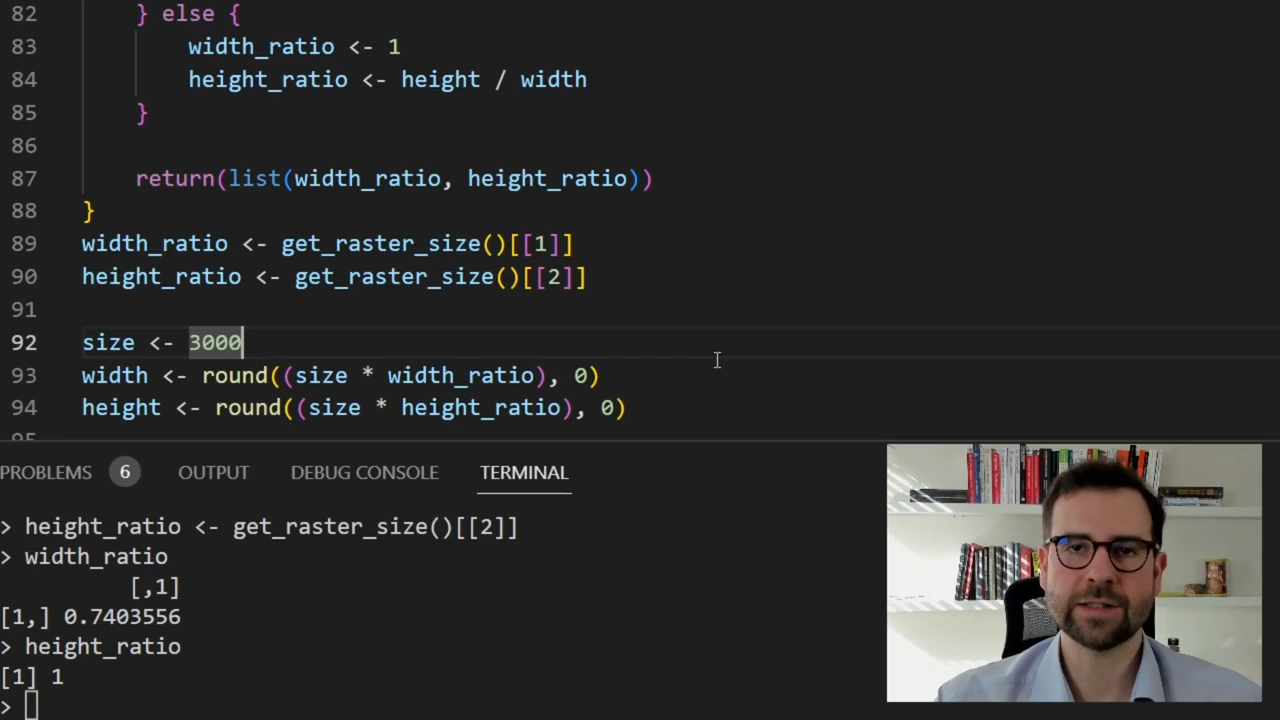 82 } else {
83 width_ratio <- 1
84 height_ratio <- height / width
85 }
86
87 return(list(width_ratio, height_ratio))
88 }
89 width_ratio <- get_raster_size()[[1]]
90 height_ratio <- get_raster_size()[[2]]
91
92 size <- 3000
93 width <- round((size * width_ratio), 0)
94 height <- round((size * height_ratio), 0)
95
PROBLEMS 6 OUTPUT DEBUG CONSOLE TERMINAL
> height_ratio <- get_raster_size()[[2]]
> width_ratio
[,1]
[1,] 0.7403556
> height_ratio
[1] 1
>